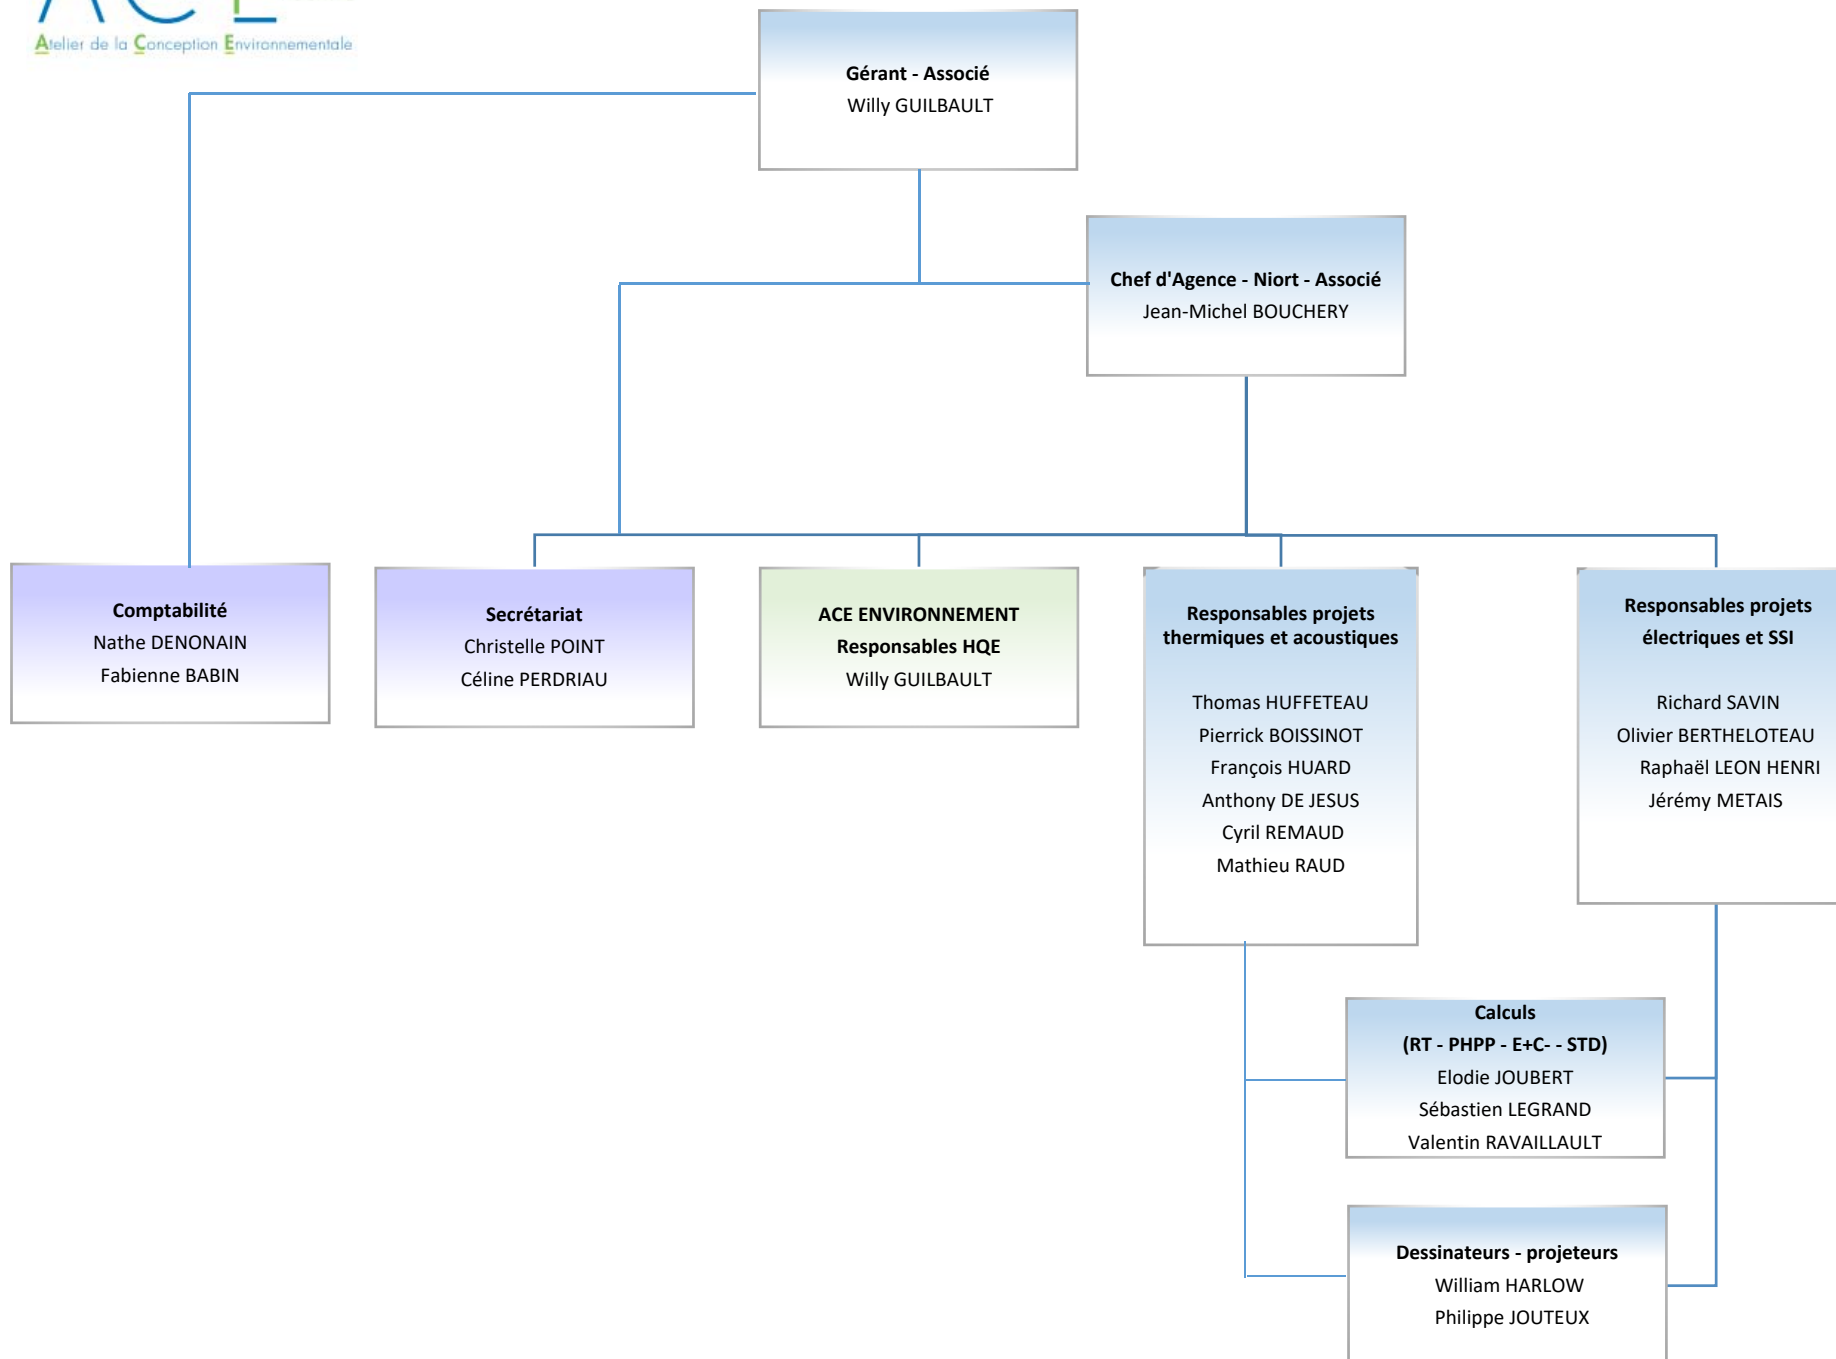 ACE
Atelier de la Conception Environnementale
Gérant - Associé
Willy GUILBAULT
Chef d'Agence - Niort - Associé
Jean-Michel BOUCHERY
Comptabilité
Nathe DENONAIN
Fabienne BABIN
Secrétariat
Christelle POINT
Céline PERDRIAU
ACE ENVIRONNEMENT
Responsables HQE
Willy GUILBAULT
Responsables projets
thermiques et acoustiques
Thomas HUFFETEAU
Pierrick BOISSINOT
François HUARD
Anthony DE JESUS
Cyril REMAUD
Mathieu RAUD
Responsables projets
électriques et SSI
Richard SAVIN
Olivier BERTHELOTEAU
Raphaël LEON HENRI
Jérémy METAIS
Calculs
(RT - PHPP - E+C- - STD)
Elodie JOUBERT
Sébastien LEGRAND
Valentin RAVAILLAULT
Dessinateurs - projeteurs
William HARLOW
Philippe JOUTEUX